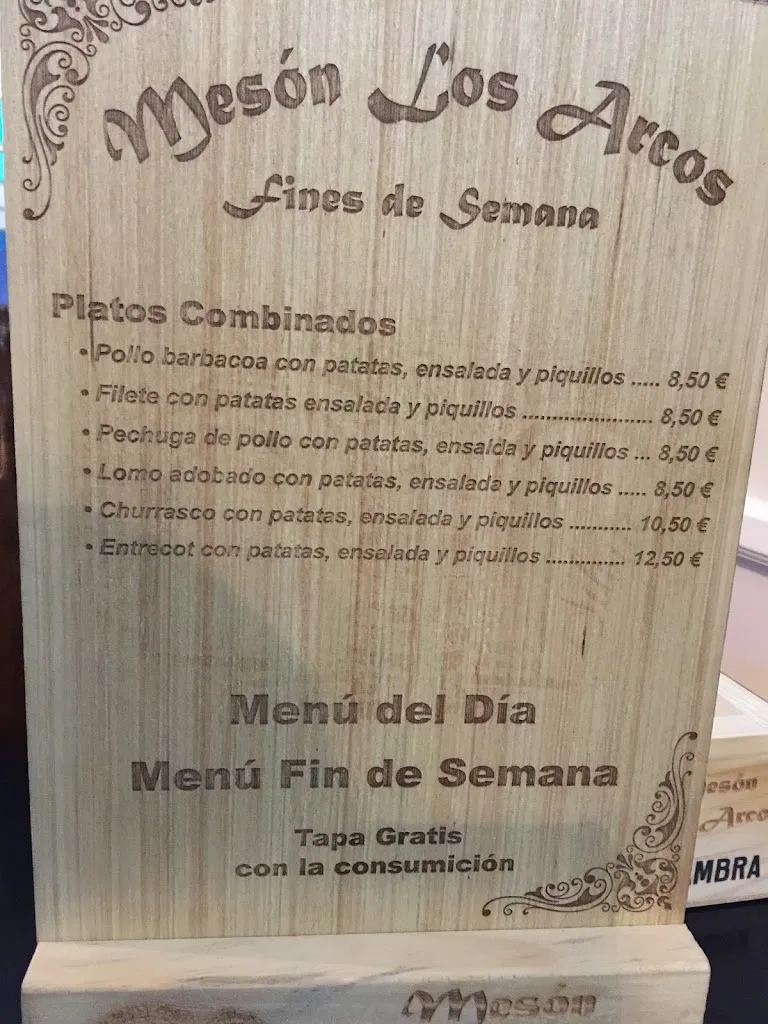 Mesón Los Arcos
Fines de Semana
Platos Combinados
• Pollo barbacoa con patatas, ensalada y piquillos ..... 8,50 €
• Filete con patatas ensalada y piquillos ...................... 8,50 €
• Pechuga de pollo con patatas, ensalda y piquillos ... 8,50 €
• Lomo adobado con patatas, ensalada y piquillos ..... 8,50 €
• Churrasco con patatas, ensalada y piquillos ........... 10,50 €
• Entrecot con patatas, ensalada y piquillos .............. 12,50 €
Menú del Día
Menú Fin de Semana
Tapa Gratis
con la consumición
Mesón
esón
Arco
MBRA